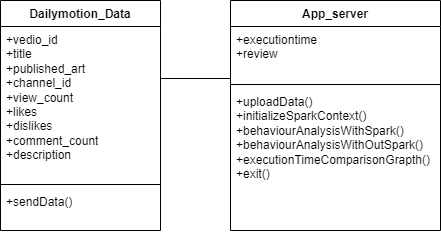 Dailymotion_Data
+vedio_id
+title
+published_art
+channel_id
+view_count
+likes
+dislikes
+comment_count
+description
+sendData()
App_server
+executiontime
+review
+uploadData()
+initializeSparkContext()
+behaviourAnalysisWithSpark()
+behaviourAnalysisWithOutSpark()
+executionTimeComparisonGrapth()
+exit()